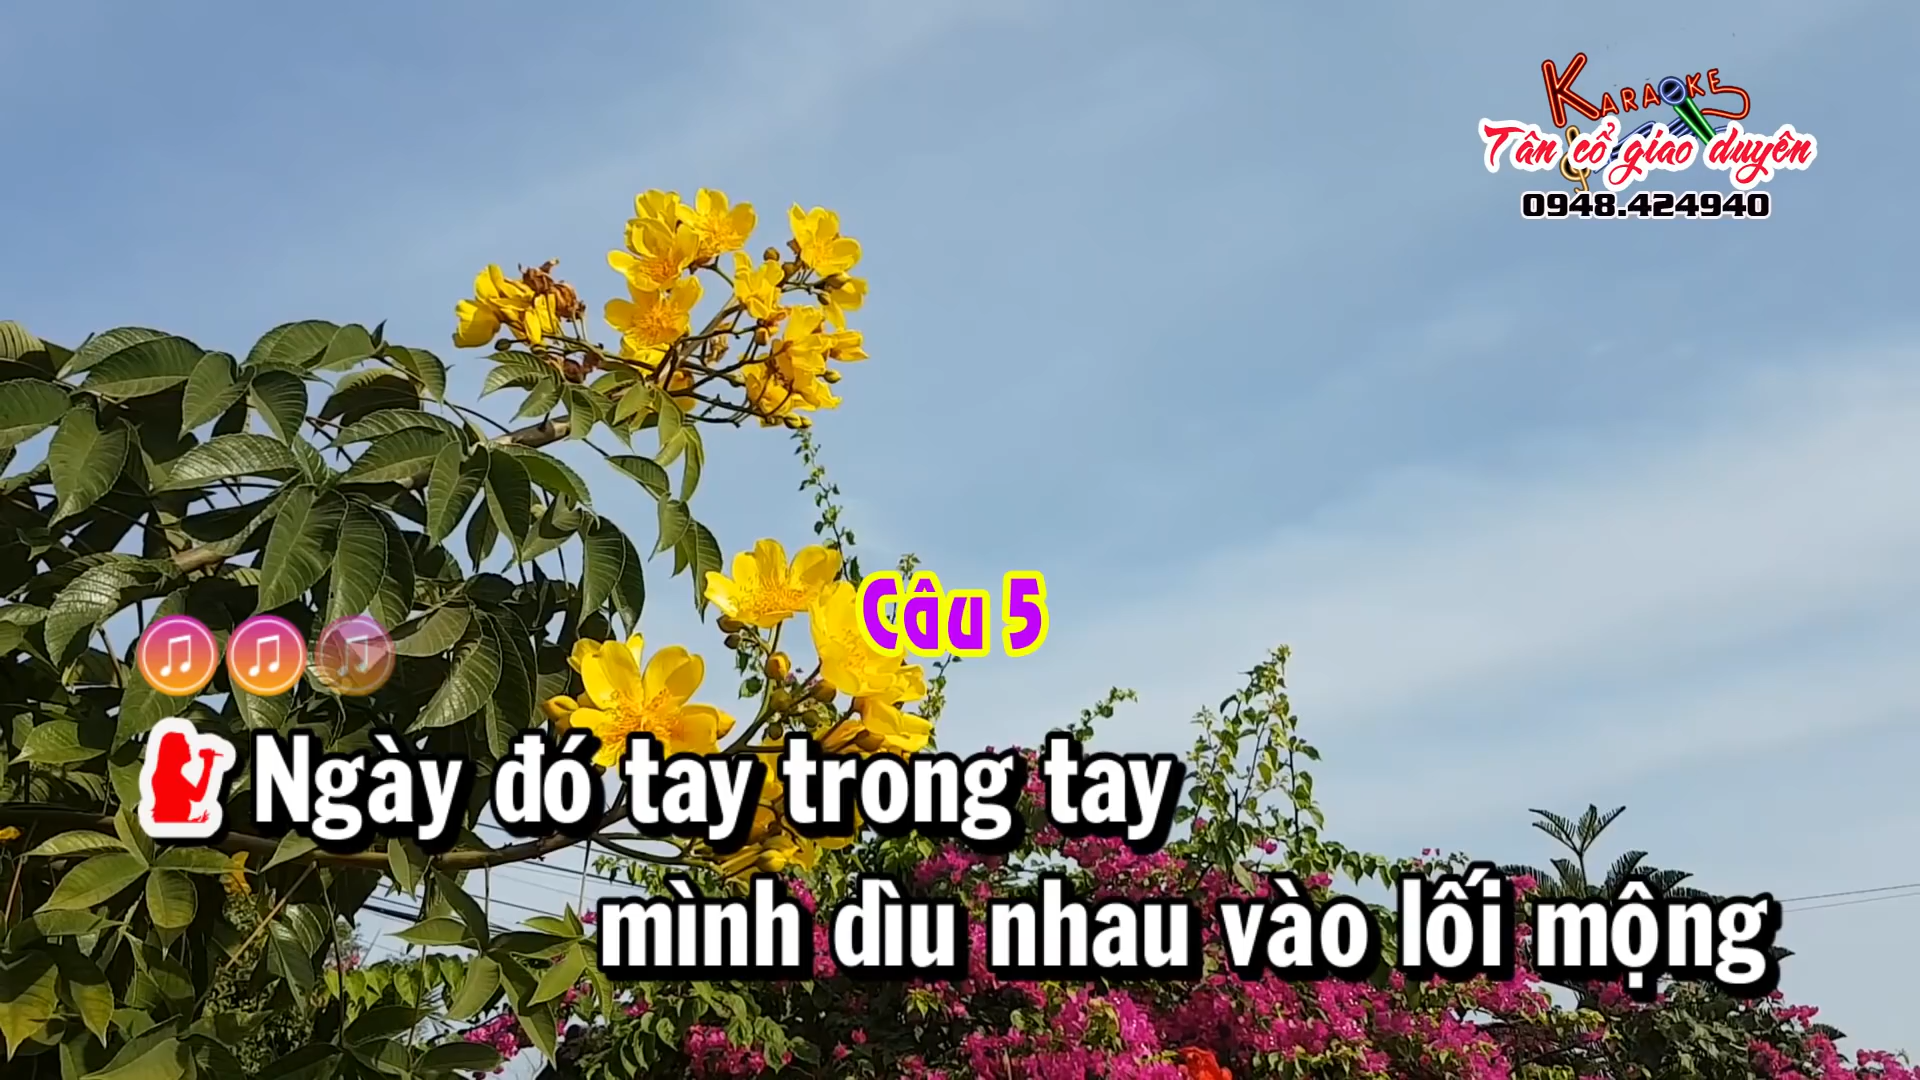 KARAOKE
Tân cổ giao duyên
0948.424940
Câu 5
Ngày đó tay trong tay
mình dìu nhau vào lối mộng